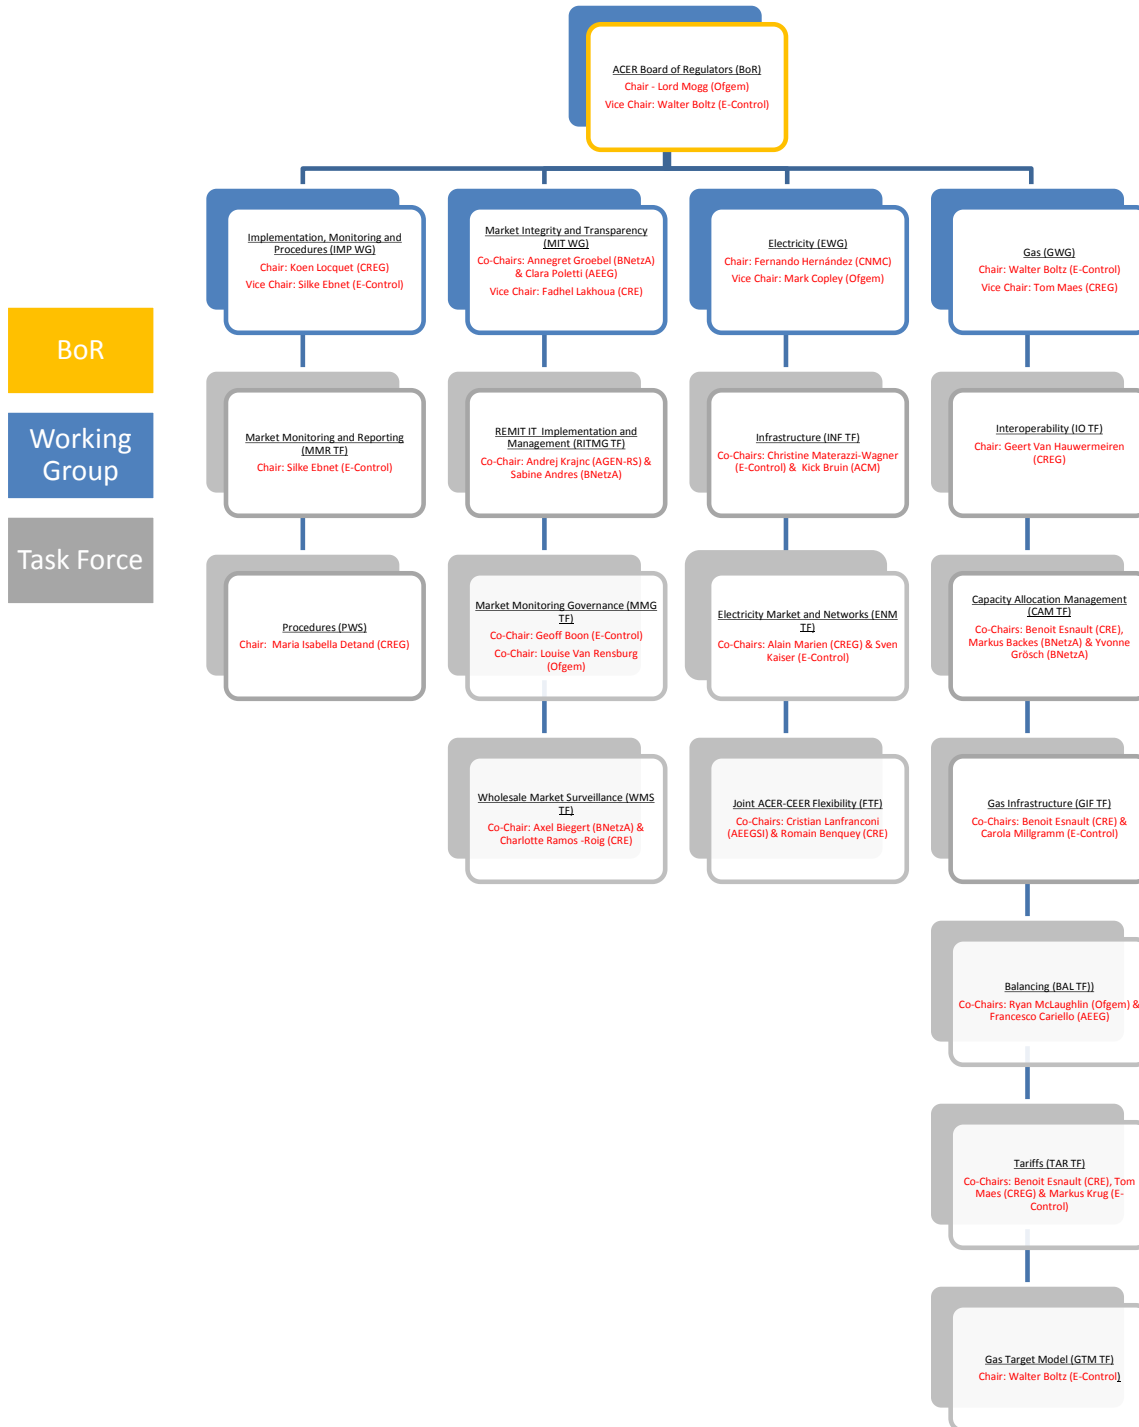 ACER Board of Regulators (BoR)
Chair - Lord Mogg (Ofgem)
Vice Chair: Walter Boltz (E-Control)
Implementation, Monitoring and
Procedures (IMP WG)
Chair: Koen Locquet (CREG)
Vice Chair: Silke Ebnet (E-Control)
Market Integrity and Transparency
(MIT WG)
Co-Chairs: Annegret Groebel (BNetzA)
& Clara Poletti (AEEG)
Vice Chair: Fadhel Lakhoua (CRE)
Electricity (EWG)
Chair: Fernando Hernández (CNMC)
Vice Chair: Mark Copley (Ofgem)
Gas (GWG)
Chair: Walter Boltz (E-Control)
Vice Chair: Tom Maes (CREG)
BoR
Working
Group
Task Force
Market Monitoring and Reporting
(MMR TF)
Chair: Silke Ebnet (E-Control)
REMIT IT Implementation and
Management (RITMG TF)
Co-Chair: Andrej Krajnc (AGEN-RS) &
Sabine Andres (BNetzA)
Infrastructure (INF TF)
Co-Chairs: Christine Materazzi-Wagner
(E-Control) & Kick Bruin (ACM)
Interoperability (IO TF)
Chair: Geert Van Hauwermeiren
(CREG)
Procedures (PWS)
Chair: Maria Isabella Detand (CREG)
Market Monitoring Governance (MMG
TF)
Co-Chair: Geoff Boon (E-Control)
Co-Chair: Louise Van Rensburg
(Ofgem)
Electricity Market and Networks (ENM
TF)
Co-Chairs: Alain Marien (CREG) & Sven
Kaiser (E-Control)
Capacity Allocation Management
(CAM TF)
Co-Chairs: Benoit Esnault (CRE),
Markus Backes (BNetzA) & Yvonne
Grösch (BNetzA)
Wholesale Market Surveillance (WMS
TF)
Co-Chair: Axel Biegert (BNetzA) &
Charlotte Ramos -Roig (CRE)
Joint ACER-CEER Flexibility (FTF)
Co-Chairs: Cristian Lanfranconi
(AEEGSI) & Romain Benquey (CRE)
Gas Infrastructure (GIF TF)
Co-Chairs: Benoit Esnault (CRE) &
Carola Millgramm (E-Control)
Balancing (BAL TF))
Co-Chairs: Ryan McLaughlin (Ofgem) &
Francesco Cariello (AEEG)
Tariffs (TAR TF)
Co-Chairs: Benoit Esnault (CRE), Tom
Maes (CREG) & Markus Krug (E-
Control)
Gas Target Model (GTM TF)
Chair: Walter Boltz (E-Control)